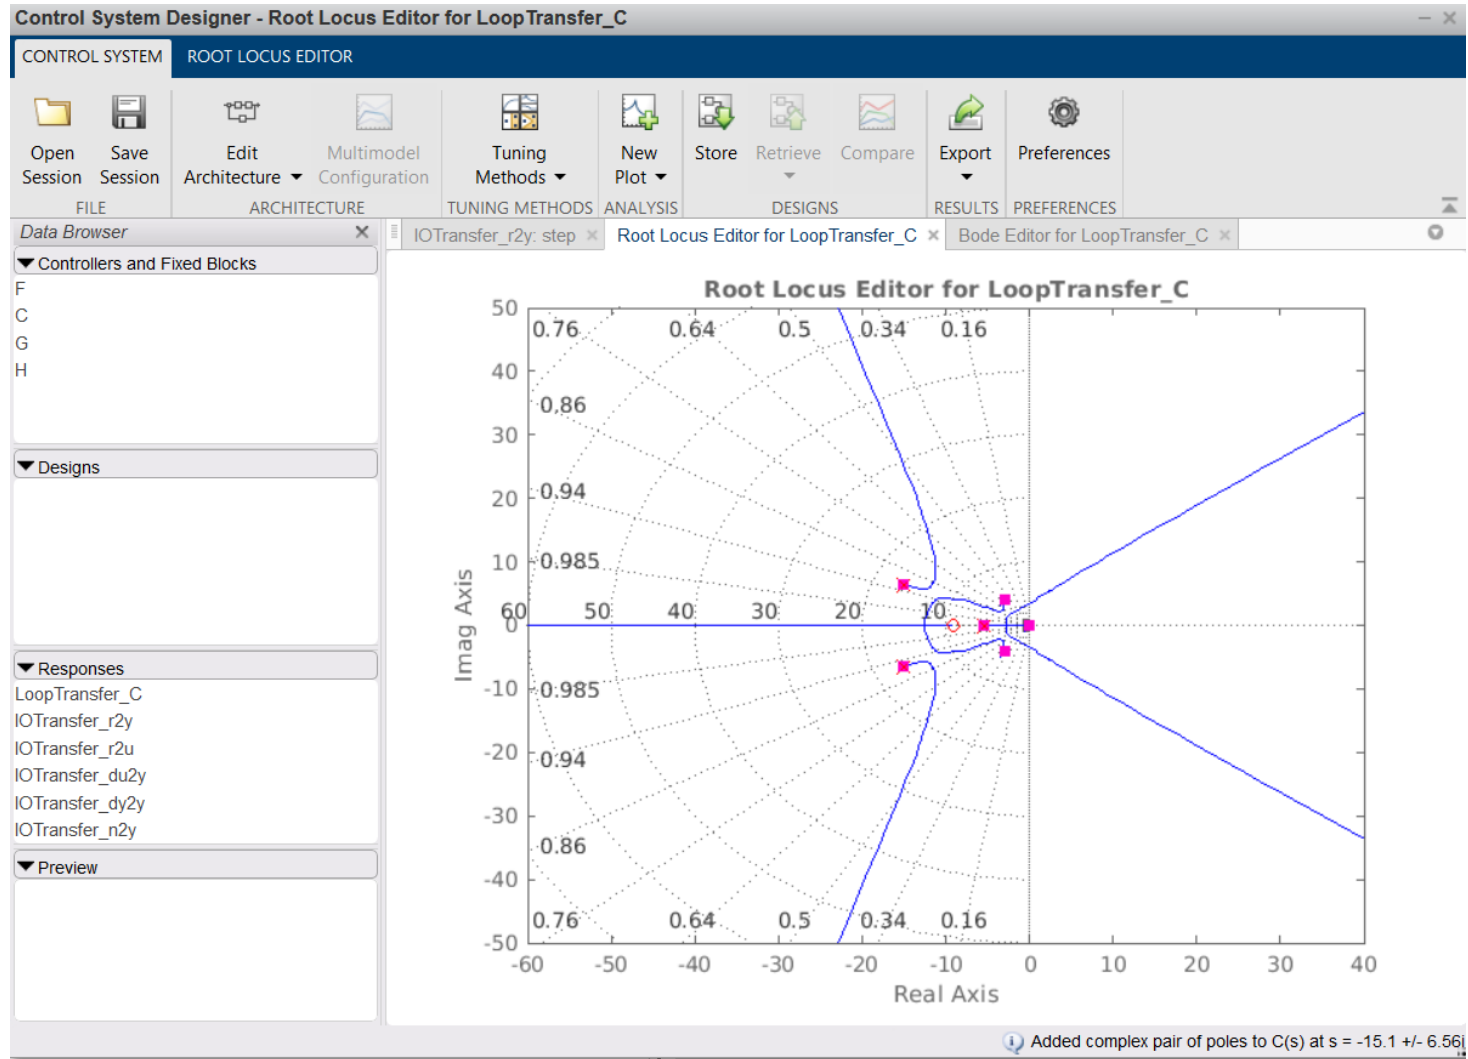 Control System Designer - Root Locus Editor for LoopTransfer_C
CONTROL SYSTEM ROOT LOCUS EDITOR
Open Session
Save Session
Edit Architecture
Multimodel Configuration
Tuning Methods
New Plot
Store
Retrieve
Compare
Export
Preferences
FILE ARCHITECTURE TUNING METHODS ANALYSIS DESIGNS RESULTS PREFERENCES
Data Browser
Controllers and Fixed Blocks
F
C
G
H
Designs
Responses
LoopTransfer_C
IOTransfer_r2y
IOTransfer_r2u
IOTransfer_du2y
IOTransfer_dy2y
IOTransfer_n2y
Preview
IOTransfer_r2y: step Root Locus Editor for LoopTransfer_C Bode Editor for LoopTransfer_C
Root Locus Editor for LoopTransfer_C
50
0.76 0.64 0.5 0.34 0.16
40
0.86
30
20
0.94
10
0.985
60 50 40 30 20 10
0
-10
0.985
-20
0.94
-30
0.86
-40
0.76 0.64 0.5 0.34 0.16
-50
-60 -50 -40 -30 -20 -10 0 10 20 30 40
Imag Axis
Real Axis
Added complex pair of poles to C(s) at s = -15.1 +/- 6.56i